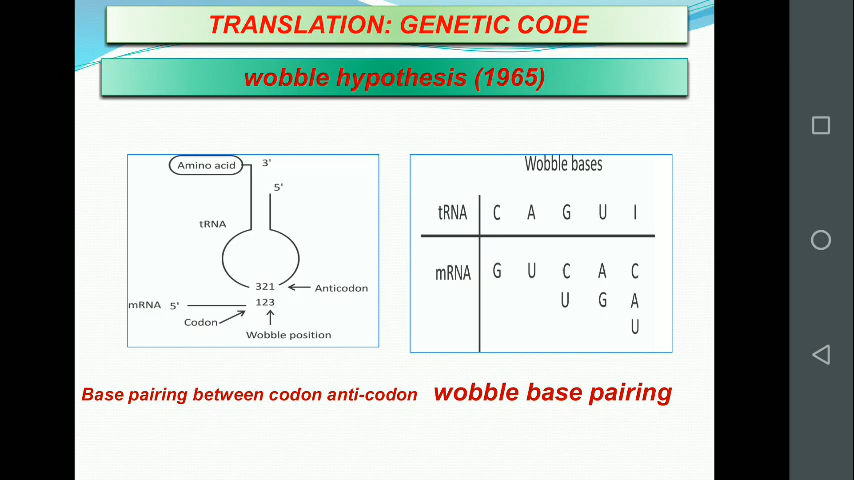 TRANSLATION: GENETIC CODE
wobble hypothesis (1965)
Amino acid 3'
5'
tRNA
321 Anticodon
mRNA 5' 123
Codon
Wobble position
Wobble bases
tRNA C A G U I
mRNA G U C A C
U G A
U
Base pairing between codon anti-codon
wobble base pairing